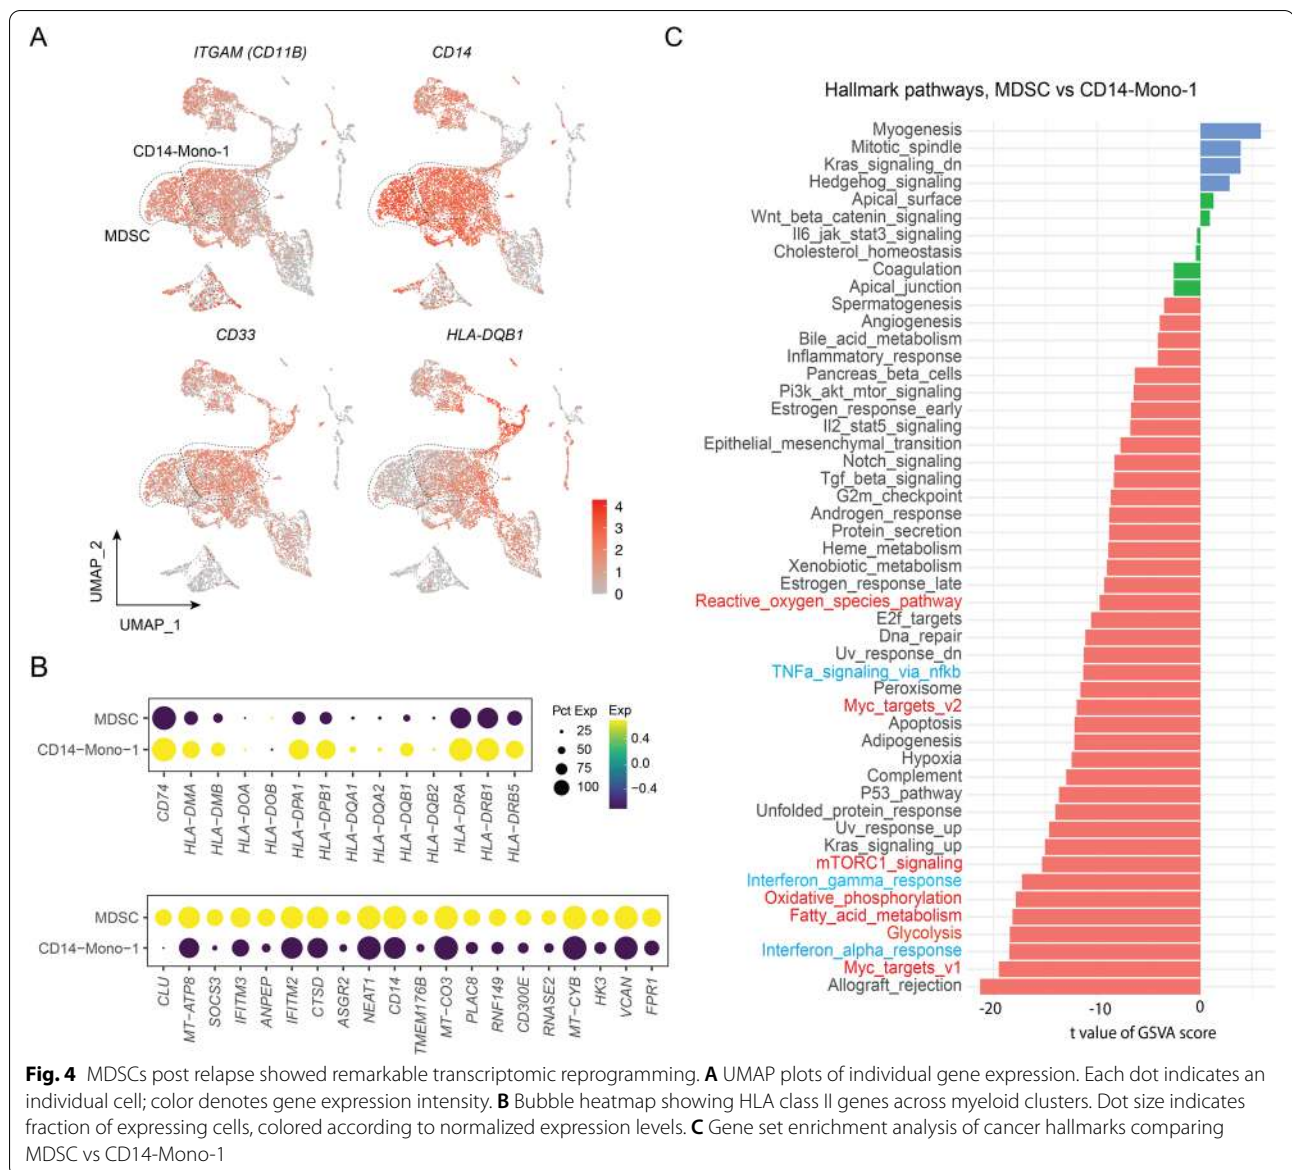 A
ITGAM (CD11B)
CD14
CD14-Mono-1
MDSC
CD33
HLA-DQB1
4
3
2
1
0
UMAP_2
UMAP_1
B
MDSC
CD14-Mono-1
CD74
HLA-DMA
HLA-DMB
HLA-DOA
HLA-DOB
HLA-DPA1
HLA-DPB1
HLA-DQA1
HLA-DQA2
HLA-DQB1
HLA-DQB2
HLA-DRA
HLA-DRB1
HLA-DRB5
Pct Exp
25
50
75
100
Exp
0.4
0.0
−0.4
MDSC
CD14-Mono-1
CLU
MT-ATP8
SOCS3
IFITM3
ANPEP
IFITM2
CTSD
ASGR2
NEAT1
CD14
TMEM176B
MT-CO3
PLAC8
RNF149
CD300E
RNASE2
MT-CYB
HK3
VCAN
FPR1
C
Hallmark pathways, MDSC vs CD14-Mono-1
Myogenesis
Mitotic_spindle
Kras_signaling_dn
Hedgehog_signaling
Apical_surface
Wnt_beta_catenin_signaling
Il6_jak_stat3_signaling
Cholesterol_homeostasis
Coagulation
Apical_junction
Spermatogenesis
Angiogenesis
Bile_acid_metabolism
Inflammatory_response
Pancreas_beta_cells
Pi3k_akt_mtor_signaling
Estrogen_response_early
Il2_stat5_signaling
Epithelial_mesenchymal_transition
Notch_signaling
Tgf_beta_signaling
G2m_checkpoint
Androgen_response
Protein_secretion
Heme_metabolism
Xenobiotic_metabolism
Estrogen_response_late
Reactive_oxygen_species_pathway
E2f_targets
Dna_repair
Uv_response_dn
TNFa_signaling_via_nfkb
Peroxisome
Myc_targets_v2
Apoptosis
Adipogenesis
Hypoxia
Complement
P53_pathway
Unfolded_protein_response
Uv_response_up
Kras_signaling_up
mTORC1_signaling
Interferon_gamma_response
Oxidative_phosphorylation
Fatty_acid_metabolism
Glycolysis
Interferon_alpha_response
Myc_targets_v1
Allograft_rejection
-20 -10 0
t value of GSVA score
Fig. 4 MDSCs post relapse showed remarkable transcriptomic reprogramming. A UMAP plots of individual gene expression. Each dot indicates an
individual cell; color denotes gene expression intensity. B Bubble heatmap showing HLA class II genes across myeloid clusters. Dot size indicates
fraction of expressing cells, colored according to normalized expression levels. C Gene set enrichment analysis of cancer hallmarks comparing
MDSC vs CD14-Mono-1